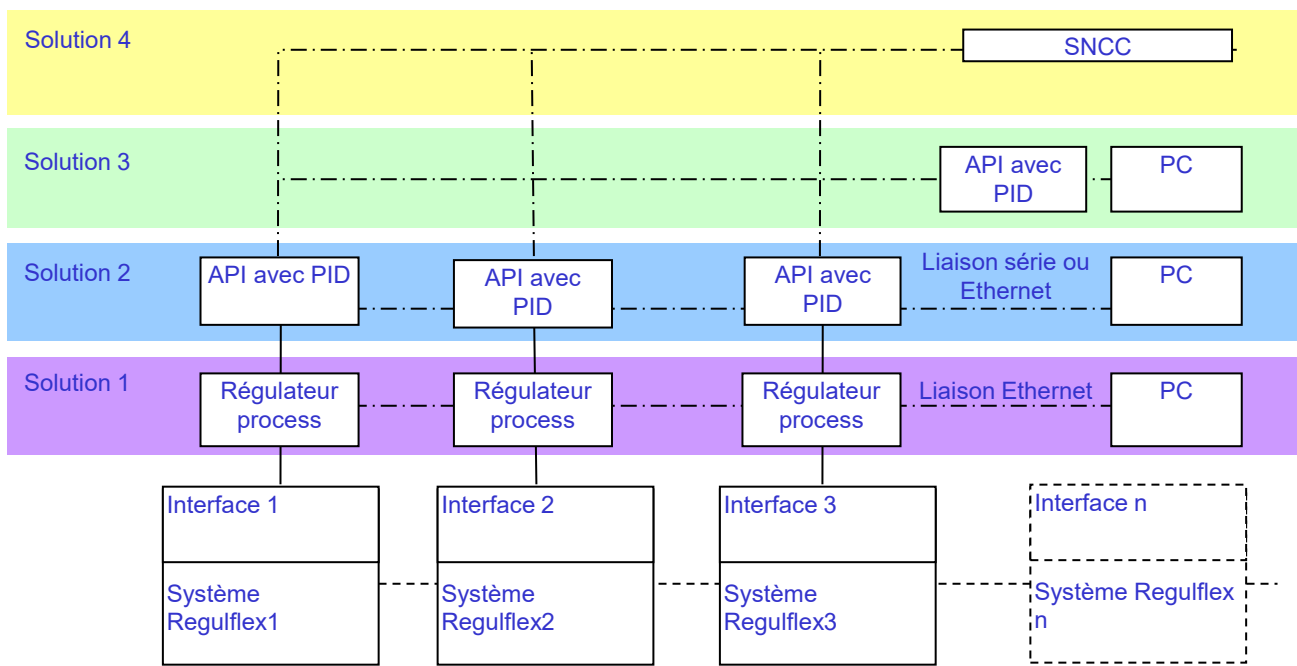 Solution 4
SNCC
Solution 3
API avec
PID
PC
Solution 2
API avec PID
API avec
PID
API avec
PID
Liaison série ou
Ethernet
PC
Solution 1
Régulateur
process
Régulateur
process
Régulateur
process
Liaison Ethernet
PC
Interface 1
Interface 2
Interface 3
Interface n
Système
Regulflex1
Système
Regulflex2
Système
Regulflex3
Système Regulflex
n